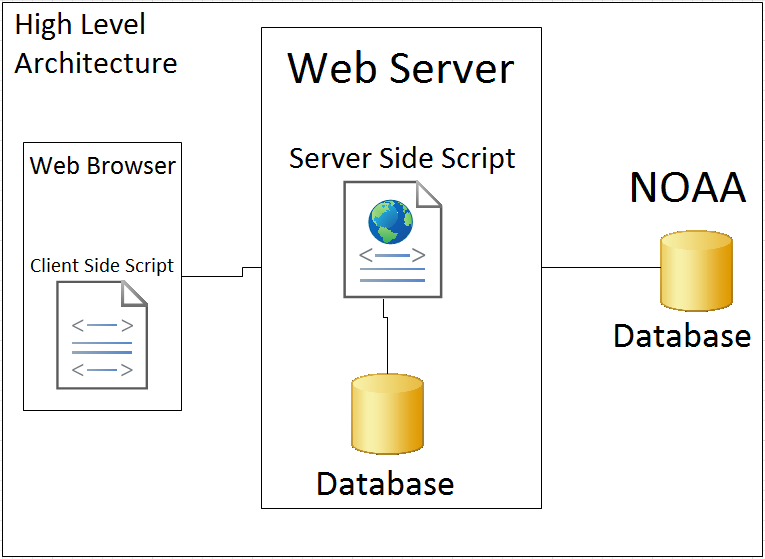 High Level
Architecture
Web Server
Web Browser
Server Side Script
NOAA
Client Side Script
Database
Database